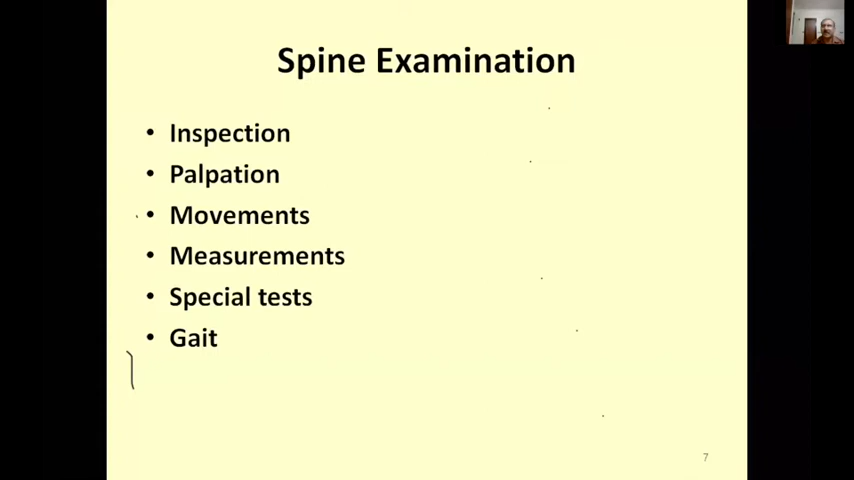 Spine Examination
• Inspection
• Palpation
• Movements
• Measurements
• Special tests
• Gait
7